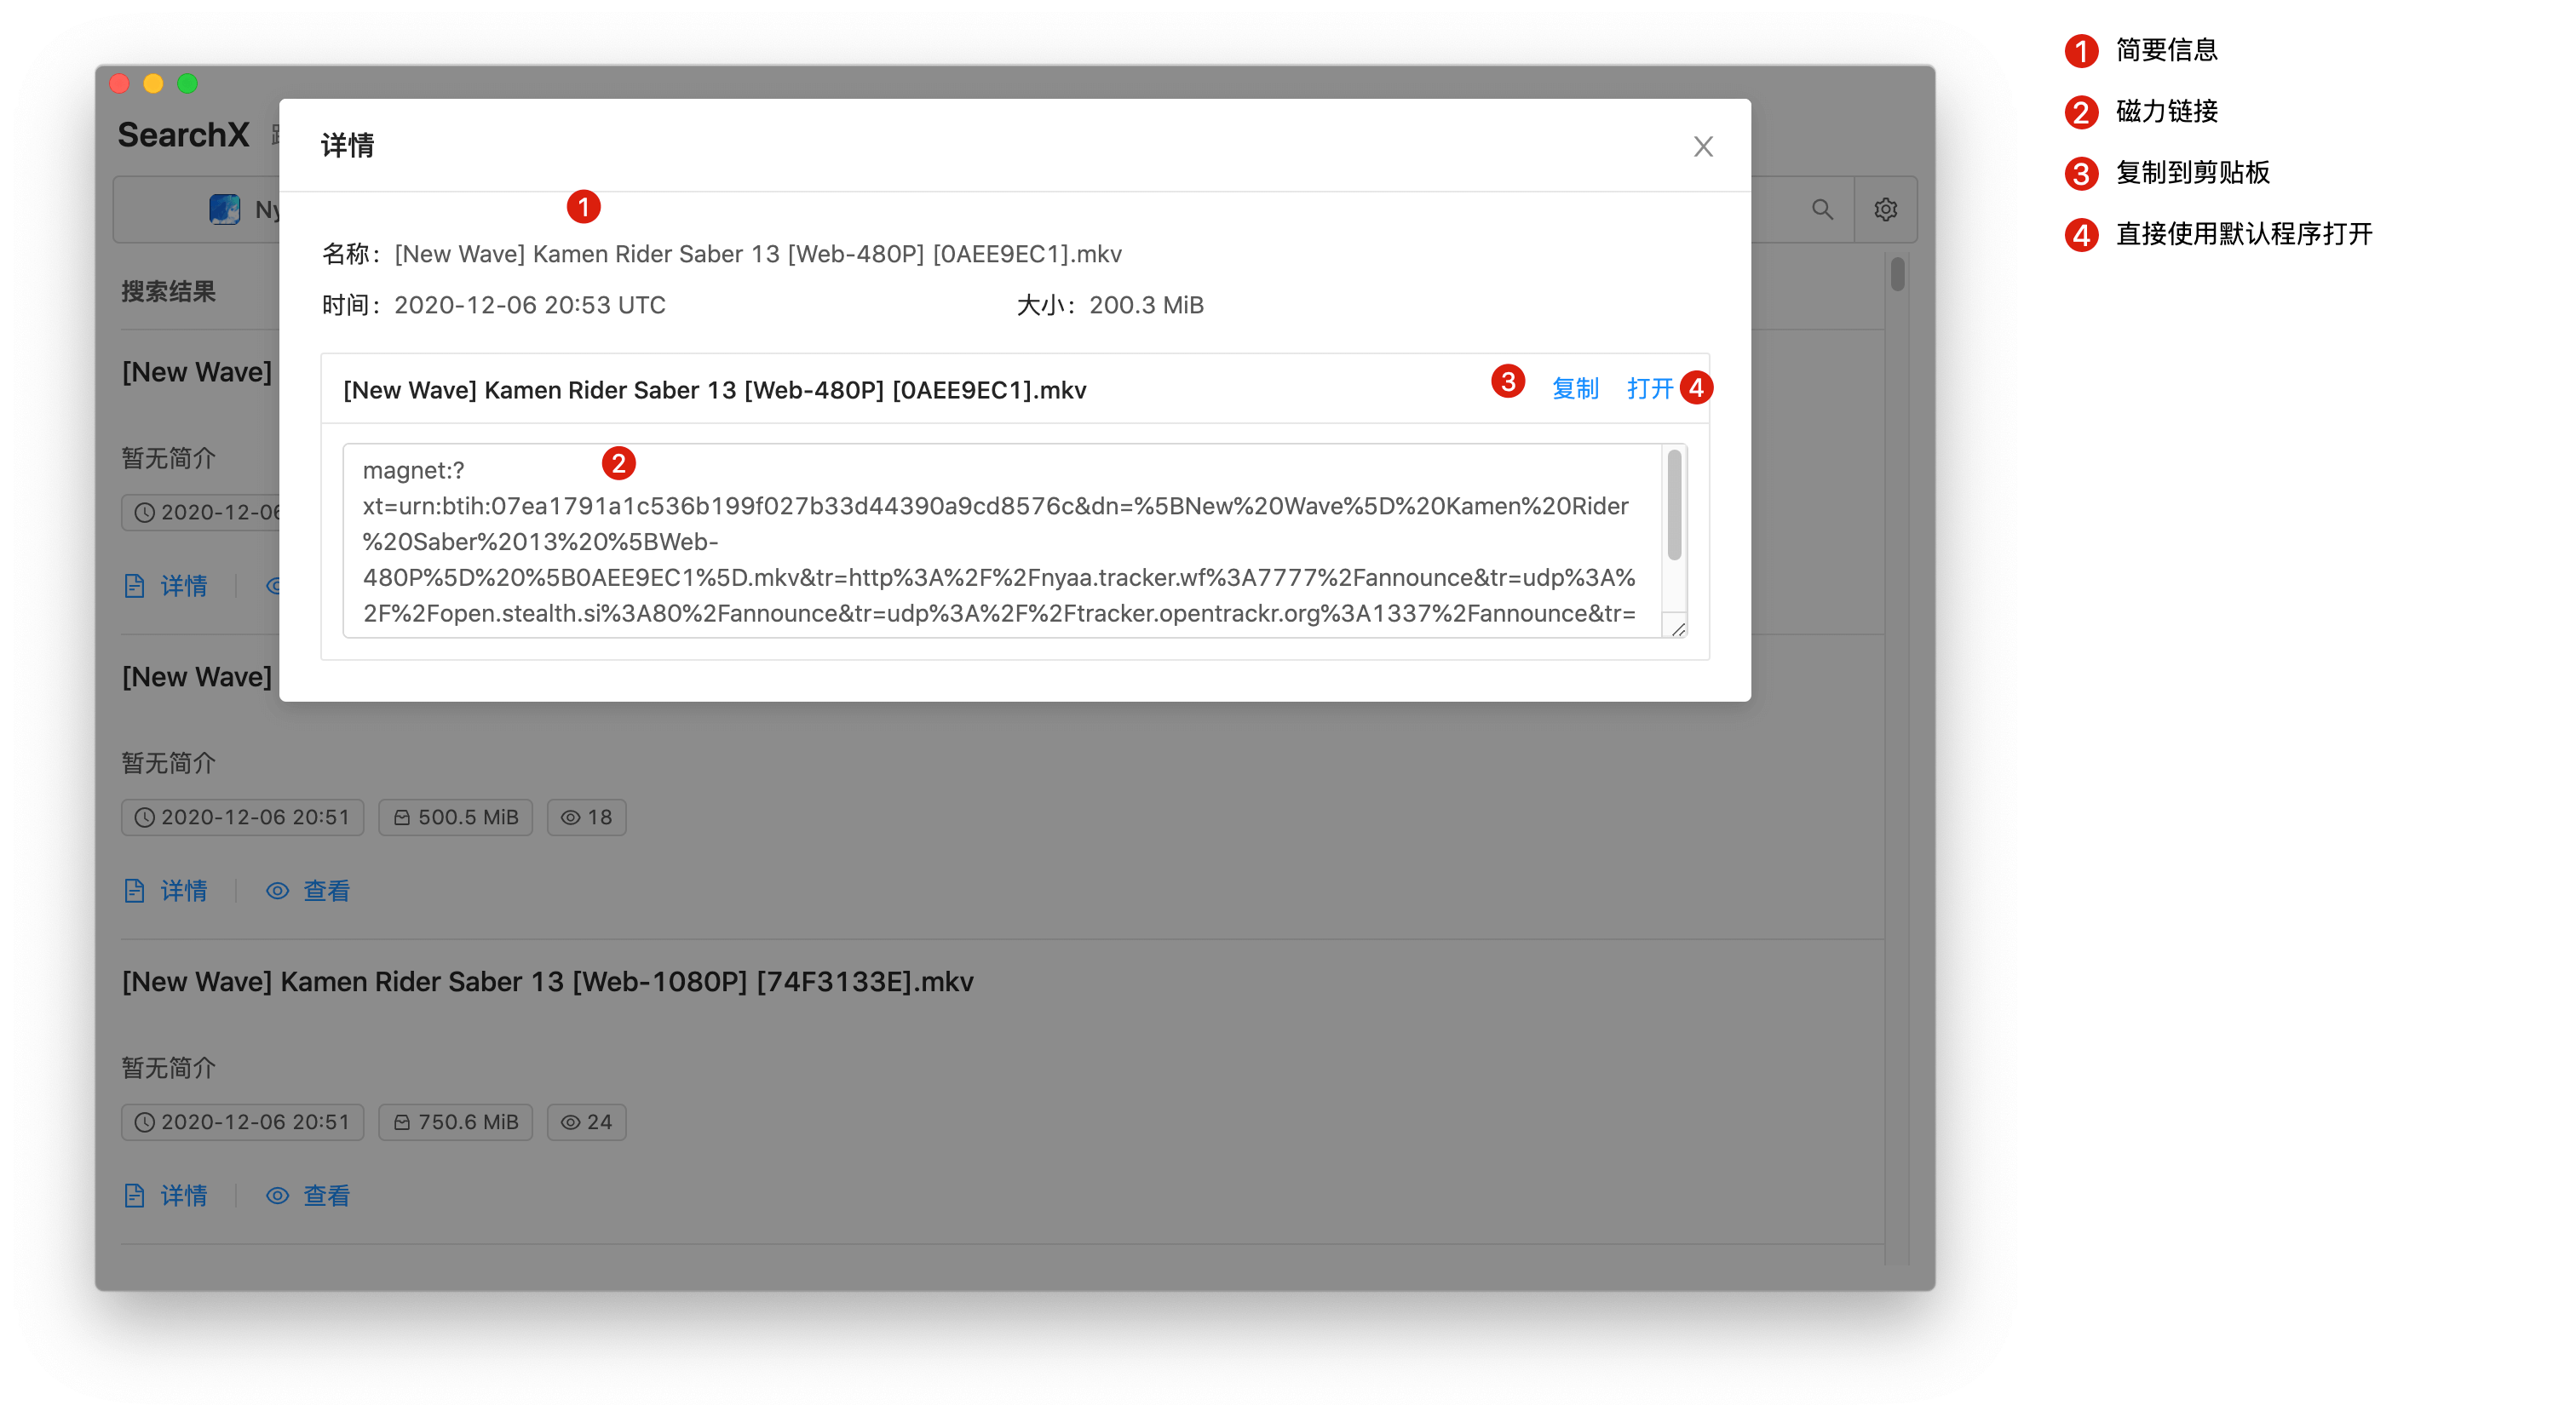 SearchX
Ny
搜索结果
[New Wave]
暂无简介
2020-12-06
详情
[New Wave]
暂无简介
2020-12-06 20:51 500.5 MiB 18
详情 查看
[New Wave] Kamen Rider Saber 13 [Web-1080P] [74F3133E].mkv
暂无简介
2020-12-06 20:51 750.6 MiB 24
详情 查看
详情
1
名称： [New Wave] Kamen Rider Saber 13 [Web-480P] [0AEE9EC1].mkv
时间： 2020-12-06 20:53 UTC 大小： 200.3 MiB
[New Wave] Kamen Rider Saber 13 [Web-480P] [0AEE9EC1].mkv 3 复制 打开 4
2
magnet:?
xt=urn:btih:07ea1791a1c536b199f027b33d44390a9cd8576c&dn=%5BNew%20Wave%5D%20Kamen%20Rider
%20Saber%2013%20%5BWeb-
480P%5D%20%5B0AEE9EC1%5D.mkv&tr=http%3A%2F%2Fnyaa.tracker.wf%3A7777%2Fannounce&tr=udp%3A%
2F%2Fopen.stealth.si%3A80%2Fannounce&tr=udp%3A%2F%2Ftracker.opentrackr.org%3A1337%2Fannounce&tr=
1 简要信息
2 磁力链接
3 复制到剪贴板
4 直接使用默认程序打开